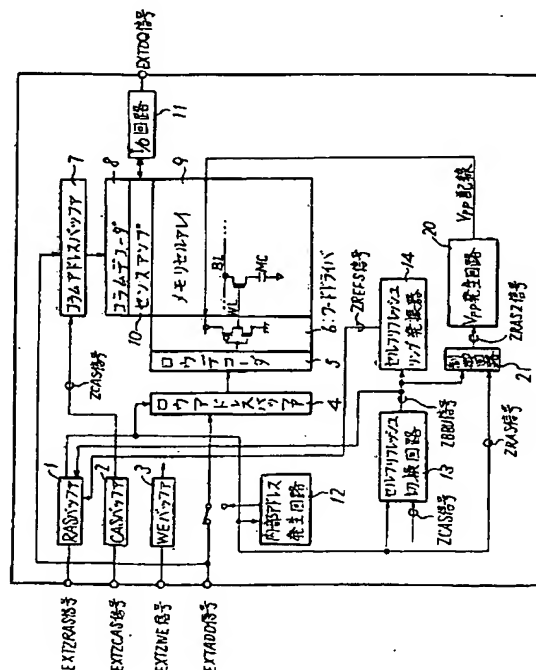 EXTZRAS信号
EXTZCAS信号
EXTZWE信号
EXTADD信号
1
RASバッファ
2
CASバッファ
3
WEバッファ
ZCAS信号
コラムアドレスバッファ
7
コラムデコーダ
8
センスアンプ
10
メモリセルアレイ
9
BL
WL
MC
I/O回路
11
EXTDQ信号
ロウデコーダ
5
6:ワードドライバ
ロウアドレスバッファ
4
内部アドレス
発生回路
12
セルフリフレッシュ
切換回路
13
ZCAS信号
ZBBU信号
セルフリフレッシュ
リング発振器
14
ZREFS信号
制御回路
21
ZRAS信号
ZRASZ信号
Vpp発生回路
20
Vpp配線